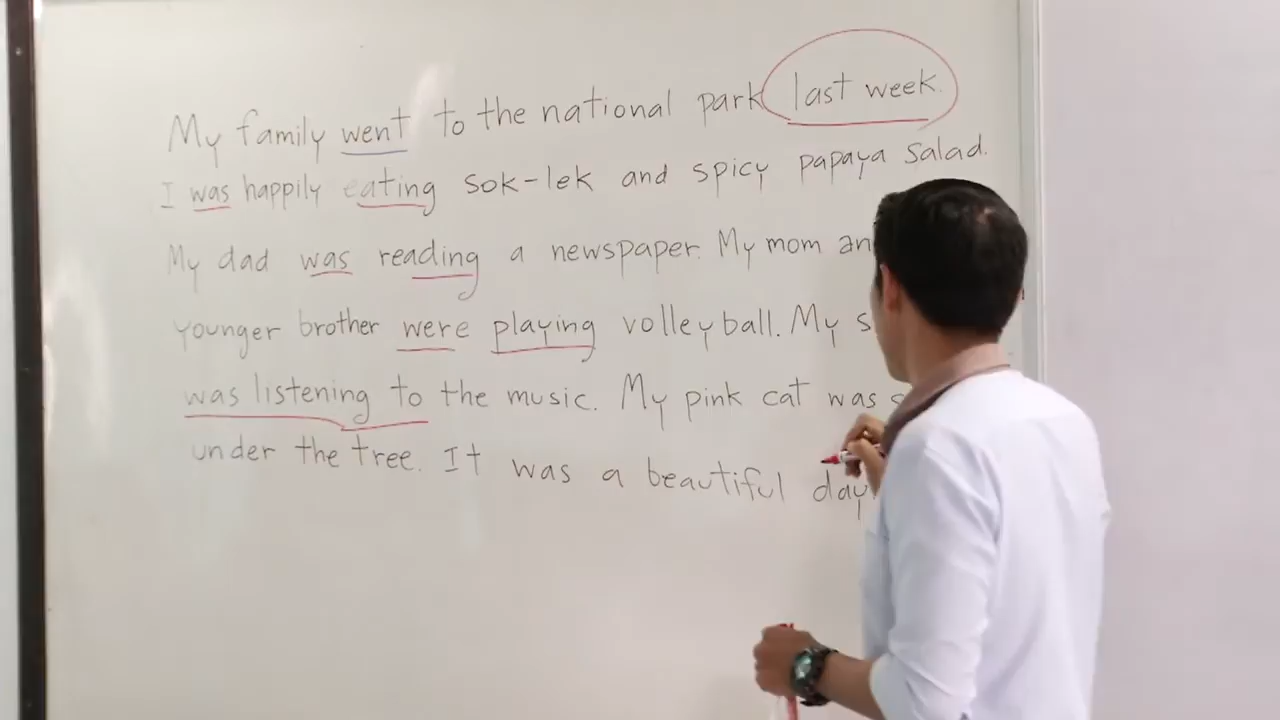 My family went to the national park last week.
I was happily eating sok-lek and spicy papaya salad.
My dad was reading a newspaper. My mom
younger brother were playing volleyball. My
was listening to the music. My pink cat was
under the tree. It was a beautiful day